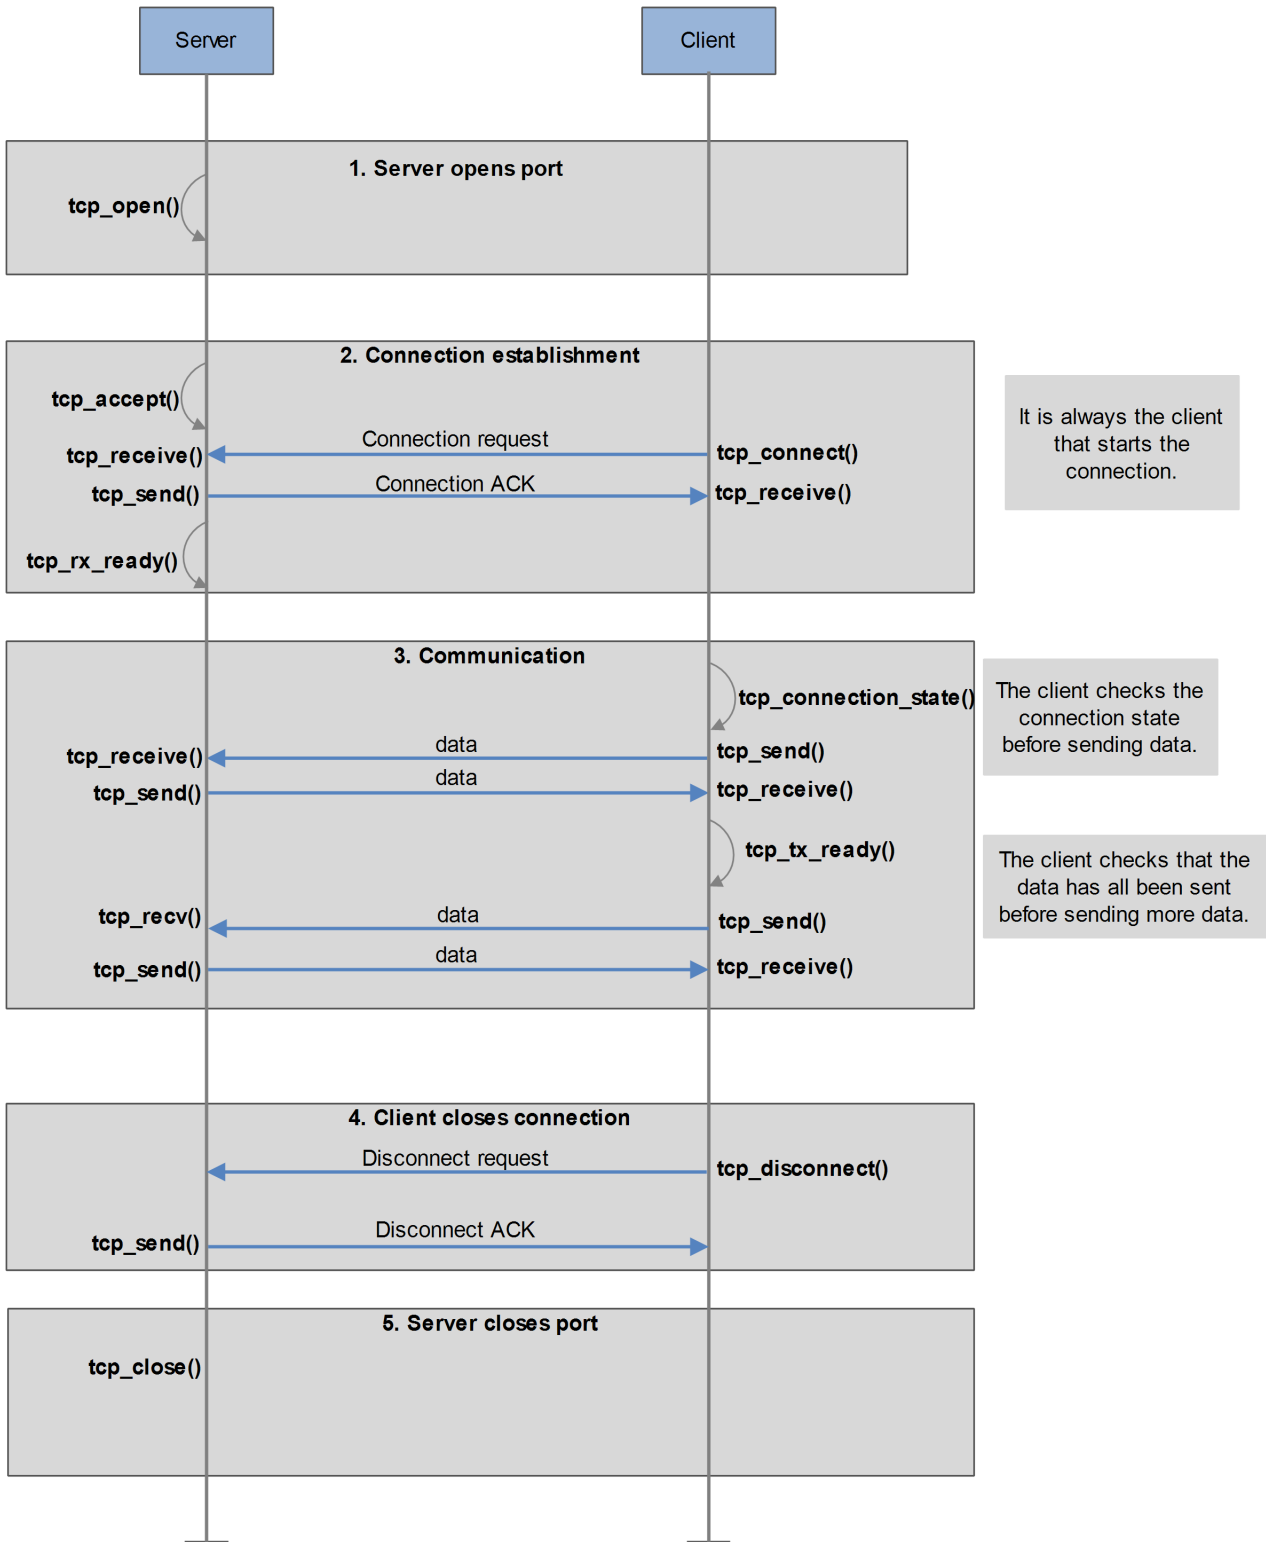 Server
Client
1. Server opens port
tcp_open()
2. Connection establishment
tcp_accept()
It is always the client
that starts the
connection.
Connection request
tcp_receive()
tcp_connect()
Connection ACK
tcp_send()
tcp_receive()
tcp_rx_ready()
3. Communication
tcp_connection_state()
The client checks the
connection state
before sending data.
data
tcp_receive()
tcp_send()
data
tcp_send()
tcp_receive()
tcp_tx_ready()
The client checks that the
data has all been sent
before sending more data.
data
tcp_recv()
tcp_send()
data
tcp_send()
tcp_receive()
4. Client closes connection
Disconnect request
tcp_disconnect()
Disconnect ACK
tcp_send()
5. Server closes port
tcp_close()